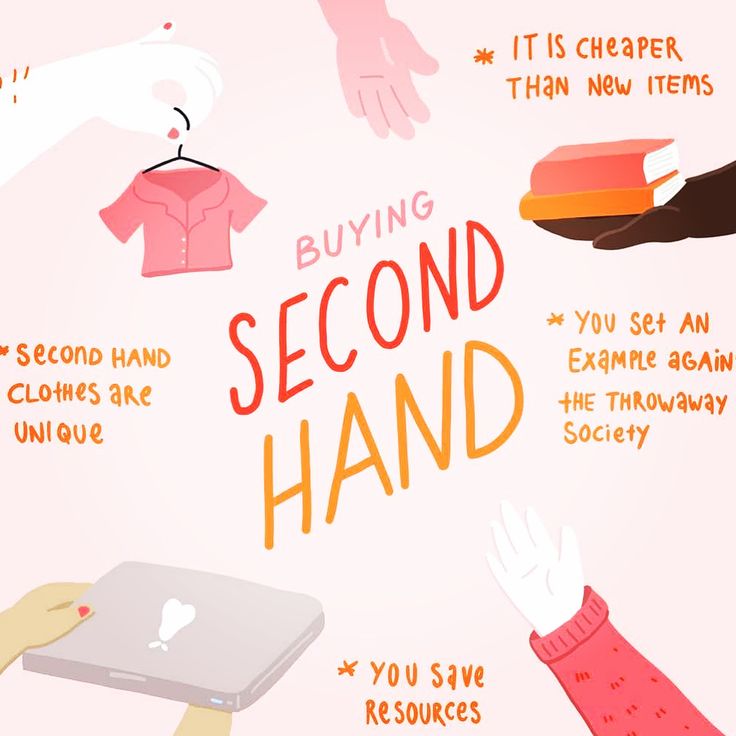 BUYING
SECOND
HAND
* IT IS CHEAPER
THAN NEW ITEMS
* SECOND HAND
CLOTHES ARE
UNIQUE
* YOU SET AN
EXAMPLE AGAIN
THE THROWAWAY
SOCIETY
* YOU SAVE
RESOURCES